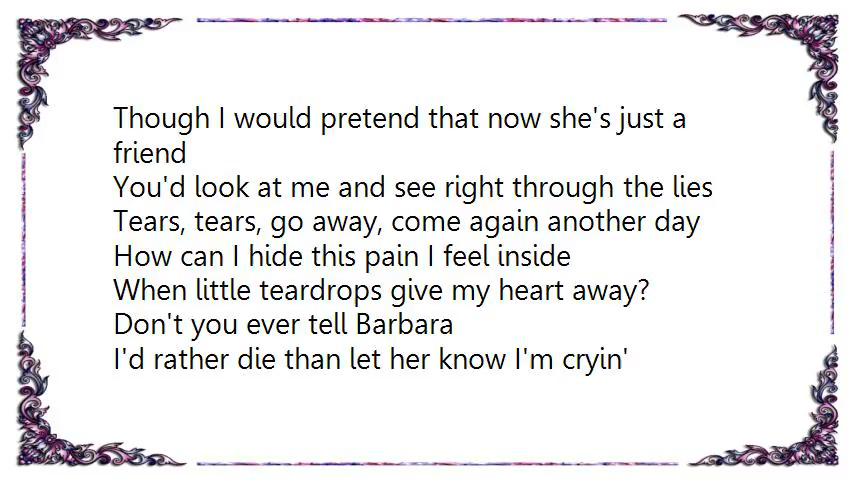 Though I would pretend that now she's just a
friend
You'd look at me and see right through the lies
Tears, tears, go away, come again another day
How can I hide this pain I feel inside
When little teardrops give my heart away?
Don't you ever tell Barbara
I'd rather die than let her know I'm cryin'